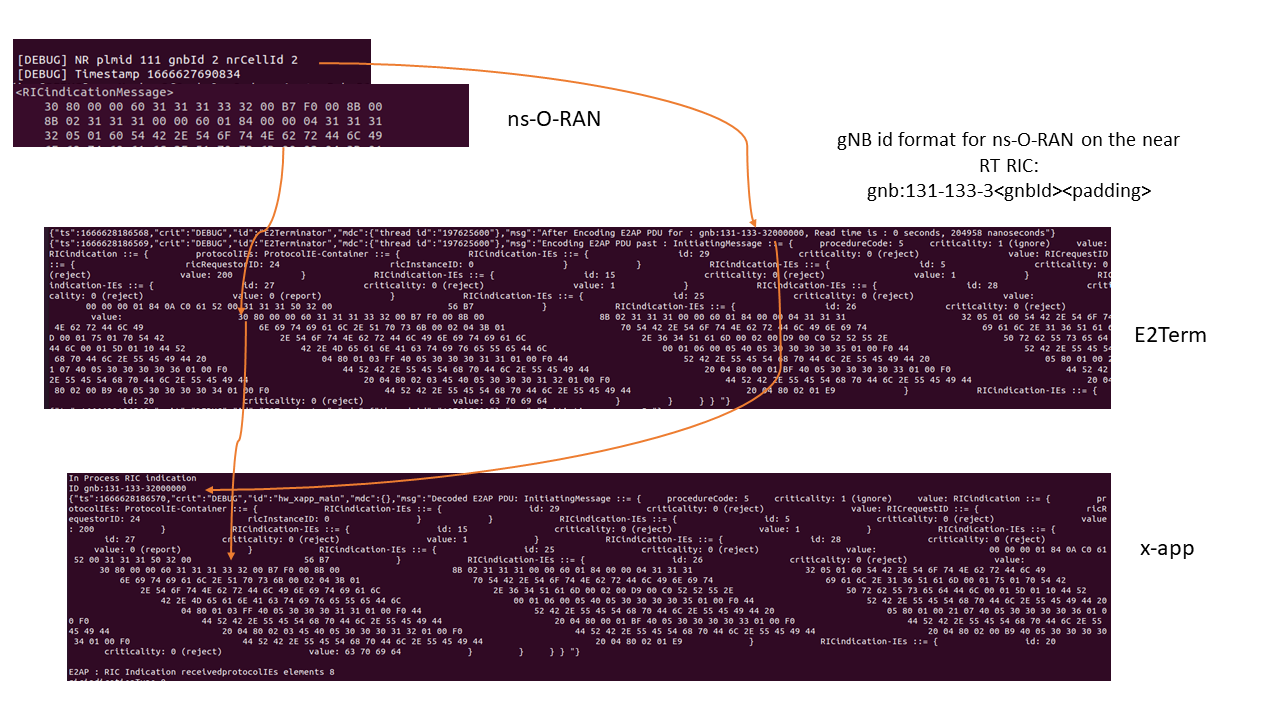 [DEBUG] NR plmid 111 gnbId 2 nrCellId 2
[DEBUG] Timestamp 1666627690834
<RICindicationMessage>
30 80 00 00 60 31 31 31 33 32 00 B7 F0 00 8B 00
8B 02 31 31 31 00 00 60 01 84 00 00 04 31 31 31
32 05 01 60 54 42 2E 54 6F 74 4E 62 72 44 6C 49
ns-O-RAN
gNB id format for ns-O-RAN on the near
RT RIC:
gnb:131-133-3<gnbId><padding>
{"ts":1666628186568,"crit":"DEBUG","id":"E2Terminator","mdc":{"thread id":"197625600"},"msg":"After Encoding E2AP PDU for : gnb:131-133-32000000, Read time is : 0 seconds, 204958 nanoseconds"}
{"ts":1666628186569,"crit":"DEBUG","id":"E2Terminator","mdc":{"thread id":"197625600"},"msg":"Encoding E2AP PDU past : InitiatingMessage ::= { procedureCode: 5 criticality: 1 (ignore) value:
RICindication ::= { protocolIEs: ProtocolIE-Container ::= { RICindication-IEs ::= { id: 29 criticality: 0 (reject) value: RICrequestID
::= { ricRequestorID: 24 ricInstanceID: 0 } } RICindication-IEs ::= { id: 5 criticality: 0
(reject) value: 200 } RICindication-IEs ::= { id: 15 criticality: 0 (reject) value: 1 } RIC
indication-IEs ::= { id: 27 criticality: 0 (reject) value: 1 } RICindication-IEs ::= { id: 28 crit
cality: 0 (reject) value: 0 (report) } RICindication-IEs ::= { id: 25 criticality: 0 (reject) value:
00 00 00 01 84 0A C0 61 52 00 31 31 31 50 32 00 56 B7 } RICindication-IEs ::= { id: 26 criticality: 0 (reject)
value: 30 80 00 00 60 31 31 31 33 32 00 B7 F0 00 8B 00 8B 02 31 31 31 00 00 60 01 84 00 00 04 31 31 31 32 05 01 60 54 42 2E 54 6F 74
4E 62 72 44 6C 49 6E 69 74 69 61 6C 2E 51 70 73 6B 00 02 04 3B 01 70 54 42 2E 54 6F 74 4E 62 72 44 6C 49 6E 69 74 69 61 6C 2E 31 36 51 61 6
D 00 01 75 01 70 54 42 2E 54 6F 74 4E 62 72 44 6C 49 6E 69 74 69 61 6C 2E 36 34 51 61 6D 00 02 00 D9 00 C0 52 52 55 2E 50 72 62 55 73 65 64
44 6C 00 01 5D 01 10 44 52 42 2E 4D 65 61 6E 41 63 74 69 76 65 55 65 44 6C 00 01 06 00 05 40 05 30 30 30 30 35 01 00 F0 44 52 42 2E 55 45 54
68 70 44 6C 2E 55 45 49 44 20 04 80 01 03 FF 40 05 30 30 30 31 31 01 00 F0 44 52 42 2E 55 45 54 68 70 44 6C 2E 55 45 49 44 20 05 80 01 00 2
1 07 40 05 30 30 30 30 36 01 00 F0 44 52 42 2E 55 45 54 68 70 44 6C 2E 55 45 49 44 20 04 80 00 01 BF 40 05 30 30 30 30 33 01 00 F0 44 52 42
2E 55 45 54 68 70 44 6C 2E 55 45 49 44 20 04 80 02 03 45 40 05 30 30 30 31 32 01 00 F0 44 52 42 2E 55 45 54 68 70 44 6C 2E 55 45 49 44 20 04
80 02 00 B9 40 05 30 30 30 30 34 01 00 F0 44 52 42 2E 55 45 54 68 70 44 6C 2E 55 45 49 44 20 04 80 02 01 E9 } RICindication-IEs ::= {
id: 20 criticality: 0 (reject) value: 63 70 69 64 } } } } "}
E2Term
In Process RIC indication
ID gnb:131-133-32000000
{"ts":1666628186570,"crit":"DEBUG","id":"hw_xapp_main","mdc":{},"msg":"Decoded E2AP PDU: InitiatingMessage ::= { procedureCode: 5 criticality: 1 (ignore) value: RICindication ::= { pr
otocolIEs: ProtocolIE-Container ::= { RICindication-IEs ::= { id: 29 criticality: 0 (reject) value: RICrequestID ::= { ricR
equestorID: 24 ricInstanceID: 0 } } RICindication-IEs ::= { id: 5 criticality: 0 (reject) value
: 200 } RICindication-IEs ::= { id: 15 criticality: 0 (reject) value: 1 } RICindication-IEs ::= {
id: 27 criticality: 0 (reject) value: 1 } RICindication-IEs ::= { id: 28 criticality: 0 (reject)
value: 0 (report) } RICindication-IEs ::= { id: 25 criticality: 0 (reject) value: 00 00 00 01 84 0A C0 61
52 00 31 31 31 50 32 00 56 B7 } RICindication-IEs ::= { id: 26 criticality: 0 (reject) value:
30 80 00 00 60 31 31 31 33 32 00 B7 F0 00 8B 00 8B 02 31 31 31 00 00 60 01 84 00 00 04 31 31 31 32 05 01 60 54 42 2E 54 6F 74 4E 62 72 44 6C 49
6E 69 74 69 61 6C 2E 51 70 73 6B 00 02 04 3B 01 70 54 42 2E 54 6F 74 4E 62 72 44 6C 49 6E 69 74 69 61 6C 2E 31 36 51 61 6D 00 01 75 01 70 54 42
2E 54 6F 74 4E 62 72 44 6C 49 6E 69 74 69 61 6C 2E 36 34 51 61 6D 00 02 00 D9 00 C0 52 52 55 2E 50 72 62 55 73 65 64 44 6C 00 01 5D 01 10 44 52
42 2E 4D 65 61 6E 41 63 74 69 76 65 55 65 44 6C 00 01 06 00 05 40 05 30 30 30 30 35 01 00 F0 44 52 42 2E 55 45 54 68 70 44 6C 2E 55 45 49 44 20
04 80 01 03 FF 40 05 30 30 30 31 31 01 00 F0 44 52 42 2E 55 45 54 68 70 44 6C 2E 55 45 49 44 20 05 80 01 00 21 07 40 05 30 30 30 30 36 01 0
0 F0 44 52 42 2E 55 45 54 68 70 44 6C 2E 55 45 49 44 20 04 80 00 01 BF 40 05 30 30 30 30 33 01 00 F0 44 52 42 2E 55 45 54 68 70 44 6C 2E 55
45 49 44 20 04 80 02 03 45 40 05 30 30 30 31 32 01 00 F0 44 52 42 2E 55 45 54 68 70 44 6C 2E 55 45 49 44 20 04 80 02 00 B9 40 05 30 30 30 30
34 01 00 F0 44 52 42 2E 55 45 54 68 70 44 6C 2E 55 45 49 44 20 04 80 02 01 E9 } RICindication-IEs ::= { id: 20
criticality: 0 (reject) value: 63 70 69 64 } } } } "}
E2AP : RIC Indication receivedprotocolIEs elements 8
x-app